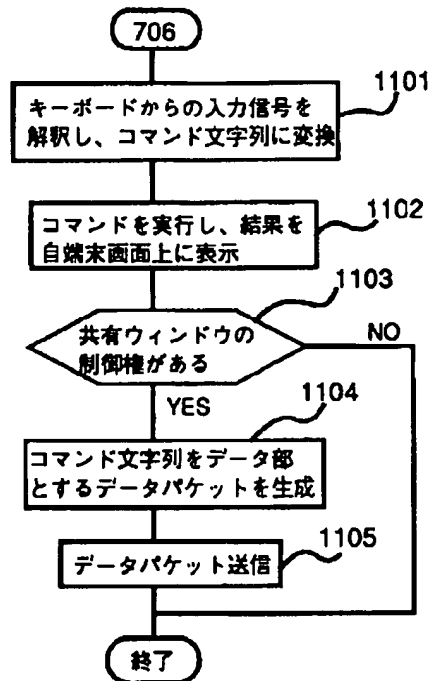 706
1101
キーボードからの入力信号を
解釈し、コマンド文字列に変換
1102
コマンドを実行し、結果を
自端末画面上に表示
1103
共有ウィンドウの
制御権がある
NO
YES
1104
コマンド文字列をデータ部
とするデータパケットを生成
1105
データパケット送信
終了